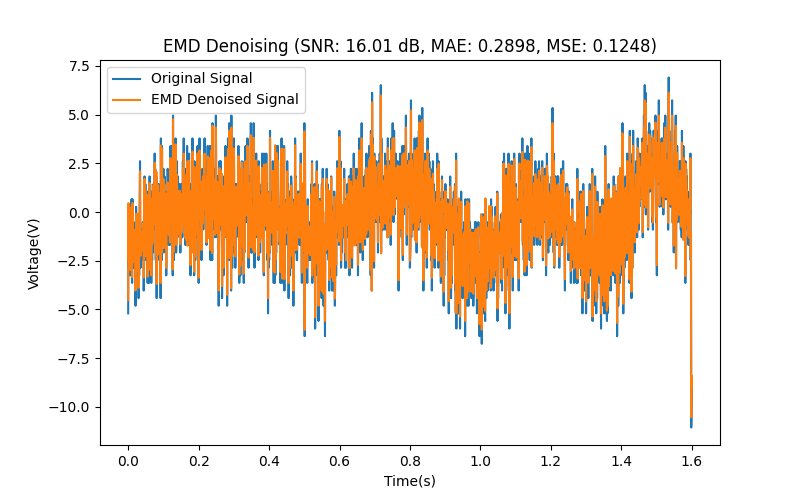 EMD Denoising (SNR: 16.01 dB, MAE: 0.2898, MSE: 0.1248)
Original Signal
EMD Denoised Signal
7.5
5.0
2.5
0.0
−2.5
−5.0
−7.5
−10.0
Voltage(V)
0.0 0.2 0.4 0.6 0.8 1.0 1.2 1.4 1.6
Time(s)